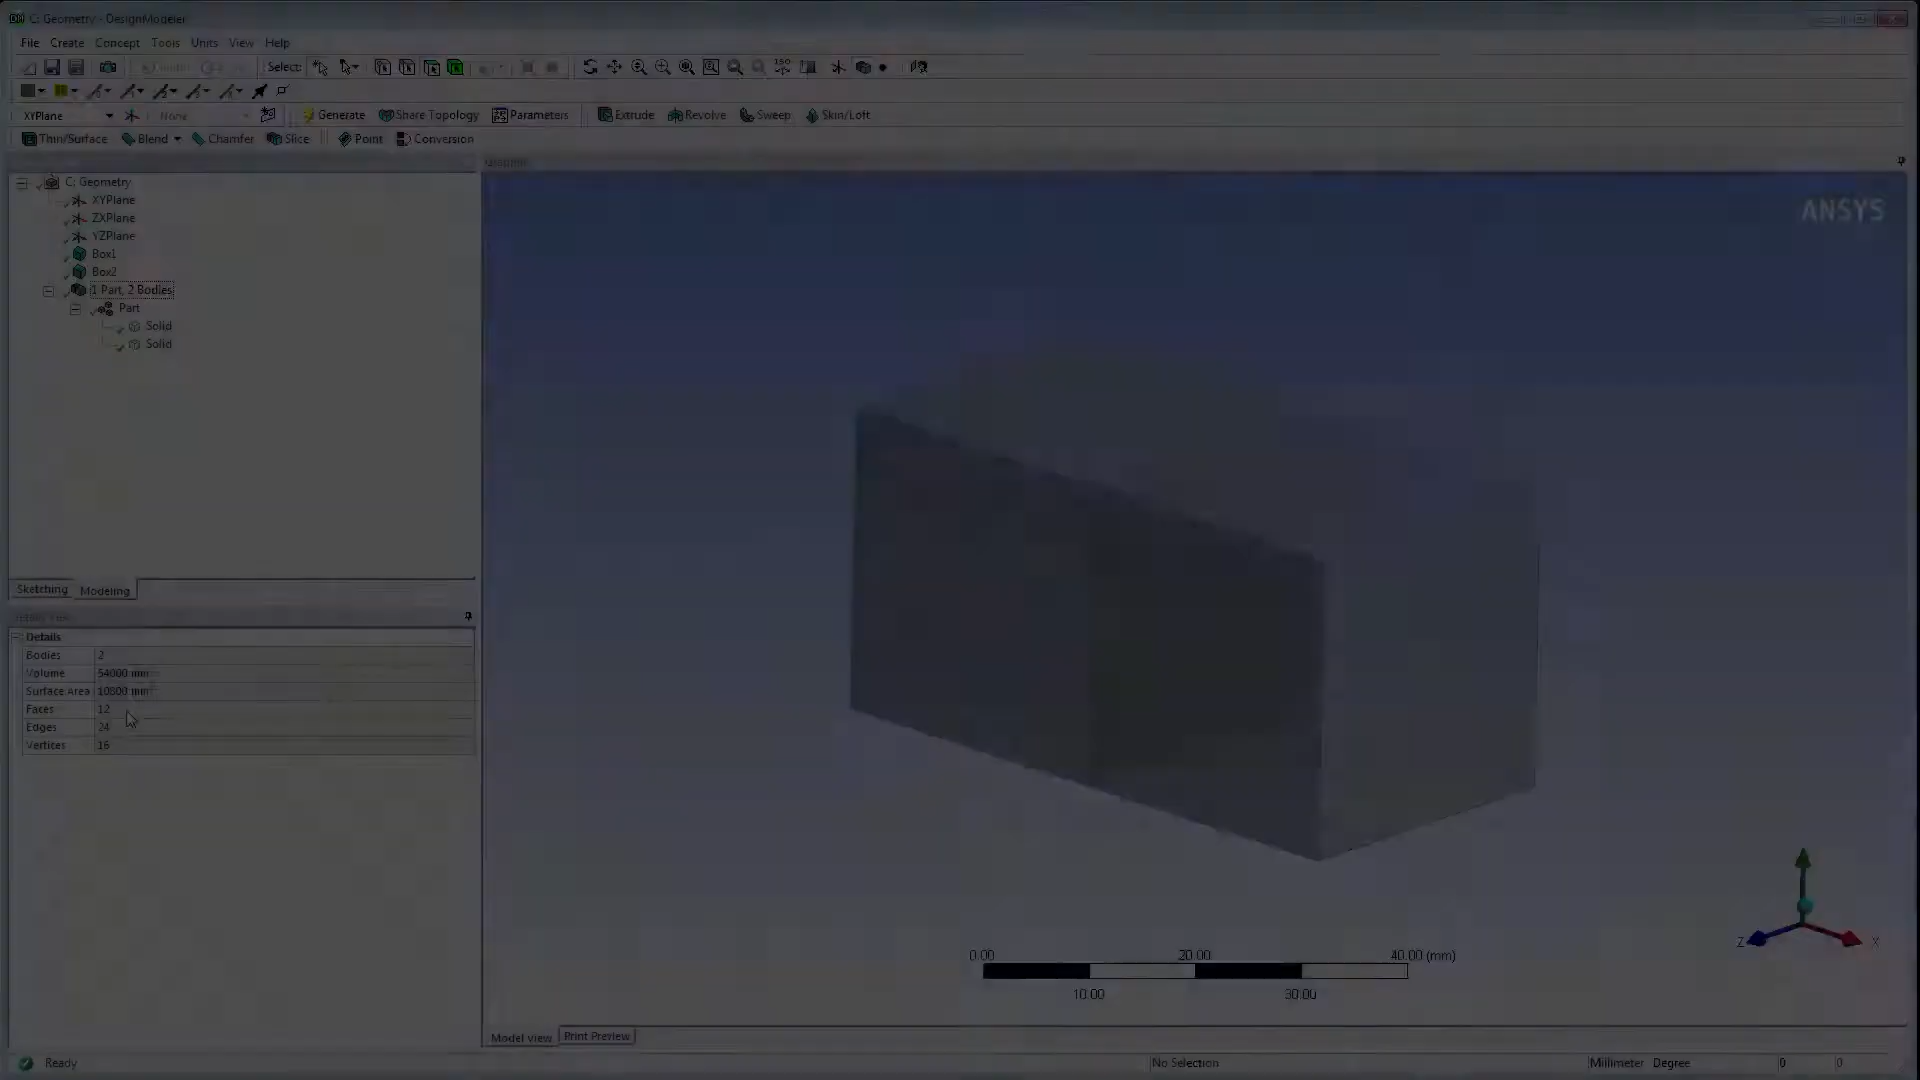 C: Geometry - DesignModeler
File Create Concept Tools Units View Help
Select:
XYPlane None Generate Share Topology Parameters Extrude Revolve Sweep Skin/Loft
Thin/Surface Blend Chamfer Slice Point Conversion
Graphics
C: Geometry
XYPlane
ZXPlane
YZPlane
Box1
Box2
1 Part, 2 Bodies
Part
Solid
Solid
Sketching Modeling
Details
Bodies 2
Volume 54000 mm³
Surface Area 10800 mm²
Faces 12
Edges 24
Vertices 16
ANSYS
0.00 20.00 40.00 (mm)
10.00 30.00
Z X
Model View Print Preview
Ready No Selection Millimeter Degree 0 0